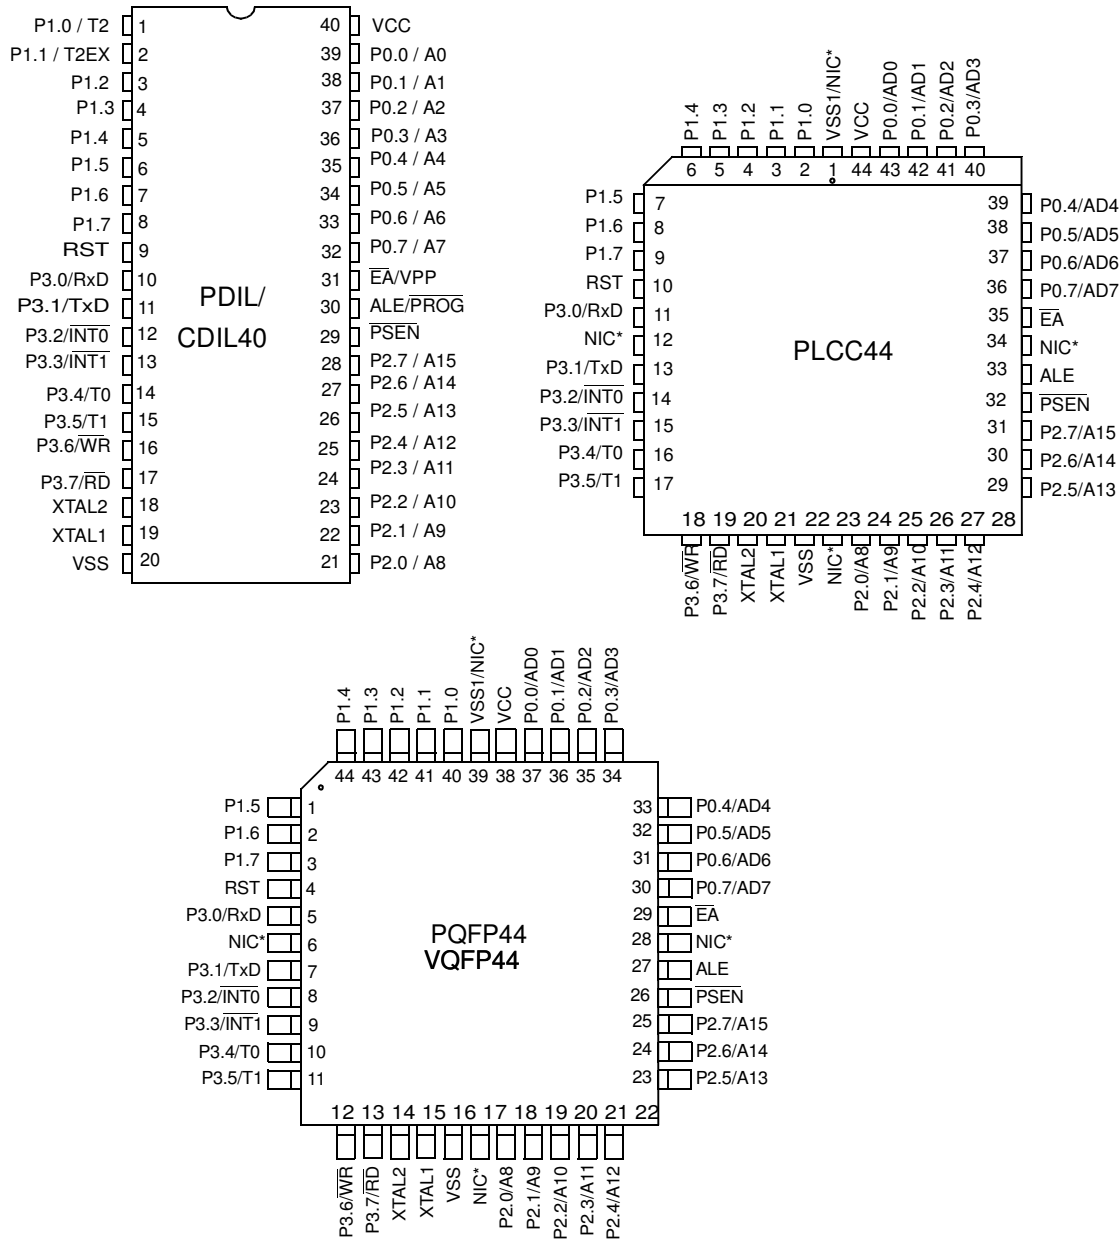 P1.0 / T2 1 40 VCC
P1.1 / T2EX 2 39 P0.0 / A0
P1.2 3 38 P0.1 / A1
P1.3 4 37 P0.2 / A2
P1.4 5 36 P0.3 / A3
P1.5 6 35 P0.4 / A4
P1.6 7 34 P0.5 / A5
P1.7 8 33 P0.6 / A6
RST 9 32 P0.7 / A7
P3.0/RxD 10 31 EA/VPP
P3.1/TxD 11 30 ALE/PROG
P3.2/INT0 12 29 PSEN
P3.3/INT1 13 28 P2.7 / A15
P3.4/T0 14 27 P2.6 / A14
P3.5/T1 15 26 P2.5 / A13
P3.6/WR 16 25 P2.4 / A12
P3.7/RD 17 24 P2.3 / A11
XTAL2 18 23 P2.2 / A10
XTAL1 19 22 P2.1 / A9
VSS 20 21 P2.0 / A8
PDIL/
CDIL40
P1.4 P1.3 P1.2 P1.1 P1.0 VSS1/NIC* VCC P0.0/AD0 P0.1/AD1 P0.2/AD2 P0.3/AD3
6 5 4 3 2 1 44 43 42 41 40
P1.5 7 39 P0.4/AD4
P1.6 8 38 P0.5/AD5
P1.7 9 37 P0.6/AD6
RST 10 36 P0.7/AD7
P3.0/RxD 11 35 EA
NIC* 12 34 NIC*
P3.1/TxD 13 33 ALE
P3.2/INT0 14 32 PSEN
P3.3/INT1 15 31 P2.7/A15
P3.4/T0 16 30 P2.6/A14
P3.5/T1 17 29 P2.5/A13
PLCC44
18 19 20 21 22 23 24 25 26 27 28
P3.6/WR P3.7/RD XTAL2 XTAL1 VSS NIC* P2.0/A8 P2.1/A9 P2.2/A10 P2.3/A11 P2.4/A12
P1.4 P1.3 P1.2 P1.1 P1.0 VSS1/NIC* VCC P0.0/AD0 P0.1/AD1 P0.2/AD2 P0.3/AD3
44 43 42 41 40 39 38 37 36 35 34
P1.5 1 33 P0.4/AD4
P1.6 2 32 P0.5/AD5
P1.7 3 31 P0.6/AD6
RST 4 30 P0.7/AD7
P3.0/RxD 5 29 EA
NIC* 6 28 NIC*
P3.1/TxD 7 27 ALE
P3.2/INT0 8 26 PSEN
P3.3/INT1 9 25 P2.7/A15
P3.4/T0 10 24 P2.6/A14
P3.5/T1 11 23 P2.5/A13
PQFP44
VQFP44
12 13 14 15 16 17 18 19 20 21 22
P3.6/WR P3.7/RD XTAL2 XTAL1 VSS NIC* P2.0/A8 P2.1/A9 P2.2/A10 P2.3/A11 P2.4/A12